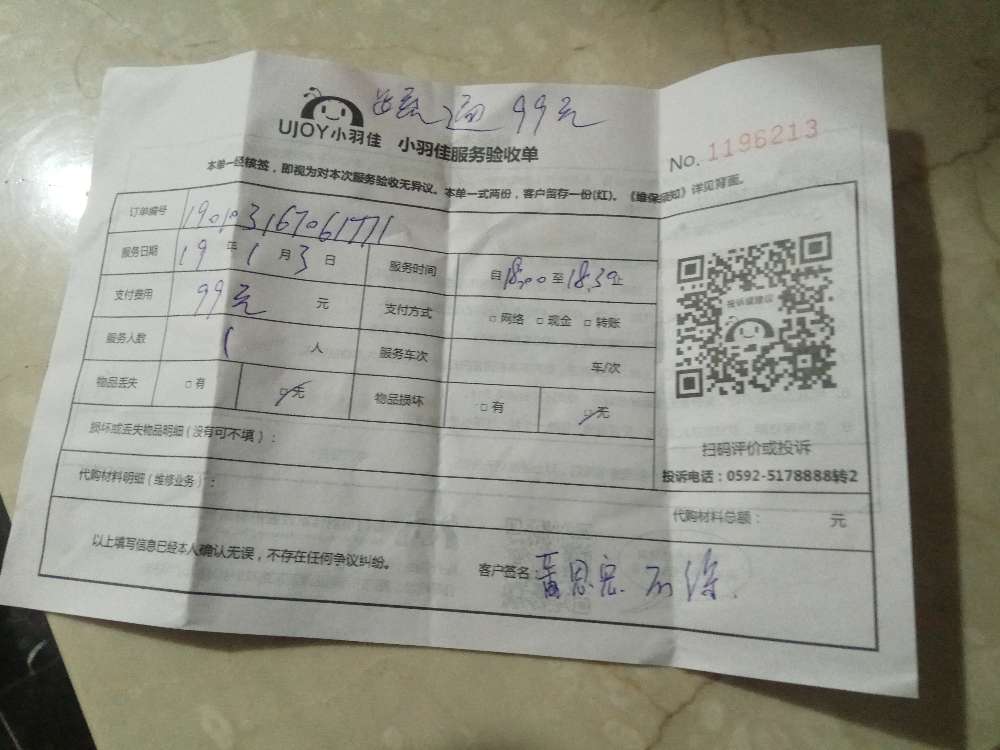 99元
UJOY小羽佳 小羽佳服务验收单
No. 1196213
本单一经核签，即视为对本次服务验收无异议。本单一式两份，客户留存一份(红)。《维保须知》详见背面。
订单编号
服务日期 19 年 1 月 3 日 服务时间 自 18:00 至 18:30 止
支付费用 99元 元 支付方式 □ 网络 □ 现金 □ 转账
服务人数 1 人 服务车次 车/次
物品丢失 □ 有 □ 无 物品损坏 □ 有 □ 无
投诉或建议
扫码评价或投诉
投诉电话：0592-5178888转2
损坏或丢失物品明细（没有可不填）：
代购材料明细（维修业务）：
代购材料总额： 元
以上填写信息已经本人确认无误，不存在任何争议纠纷。
客户签名：